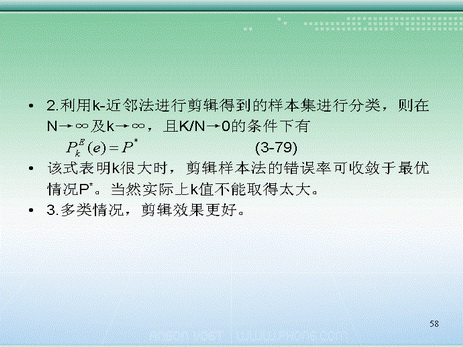 • 2.利用k-近邻法进行剪辑得到的样本集进行分类，则在
N→∞及k→∞，且K/N→0的条件下有
P_k^E(e)=P^* (3-79)
• 该式表明k很大时，剪辑样本法的错误率可收敛于最优
情况P*。当然实际上k值不能取得太大。
• 3.多类情况，剪辑效果更好。
58